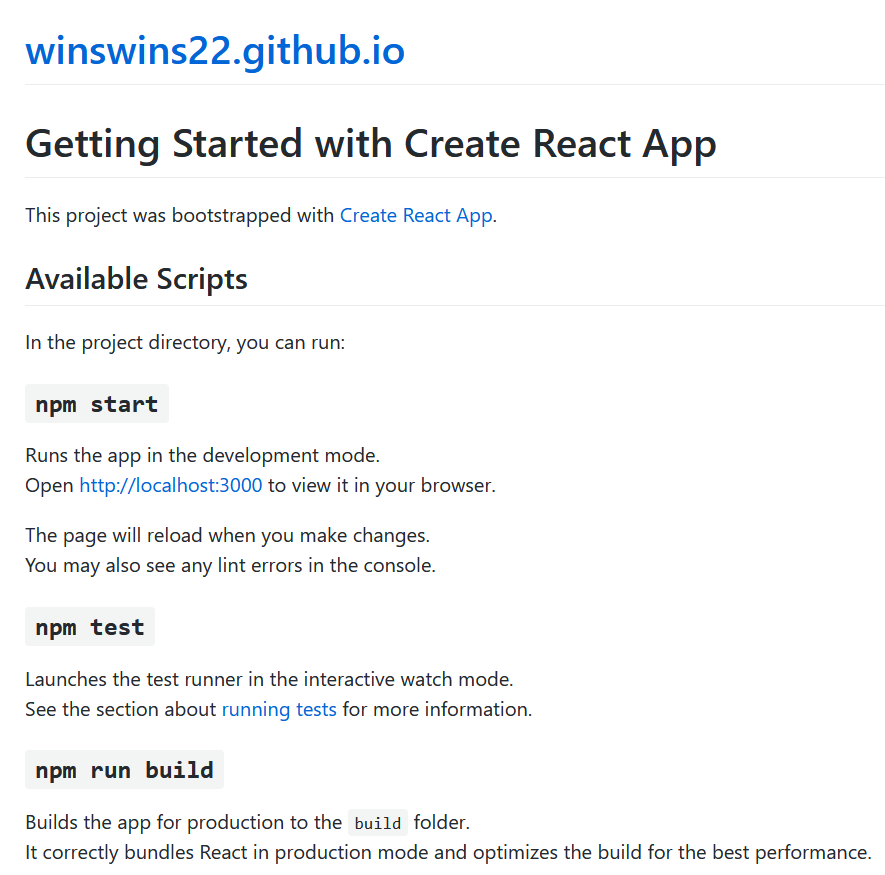 winswins22.github.io
Getting Started with Create React App
This project was bootstrapped with Create React App.
Available Scripts
In the project directory, you can run:
npm start
Runs the app in the development mode.
Open http://localhost:3000 to view it in your browser.
The page will reload when you make changes.
You may also see any lint errors in the console.
npm test
Launches the test runner in the interactive watch mode.
See the section about running tests for more information.
npm run build
Builds the app for production to the build folder.
It correctly bundles React in production mode and optimizes the build for the best performance.